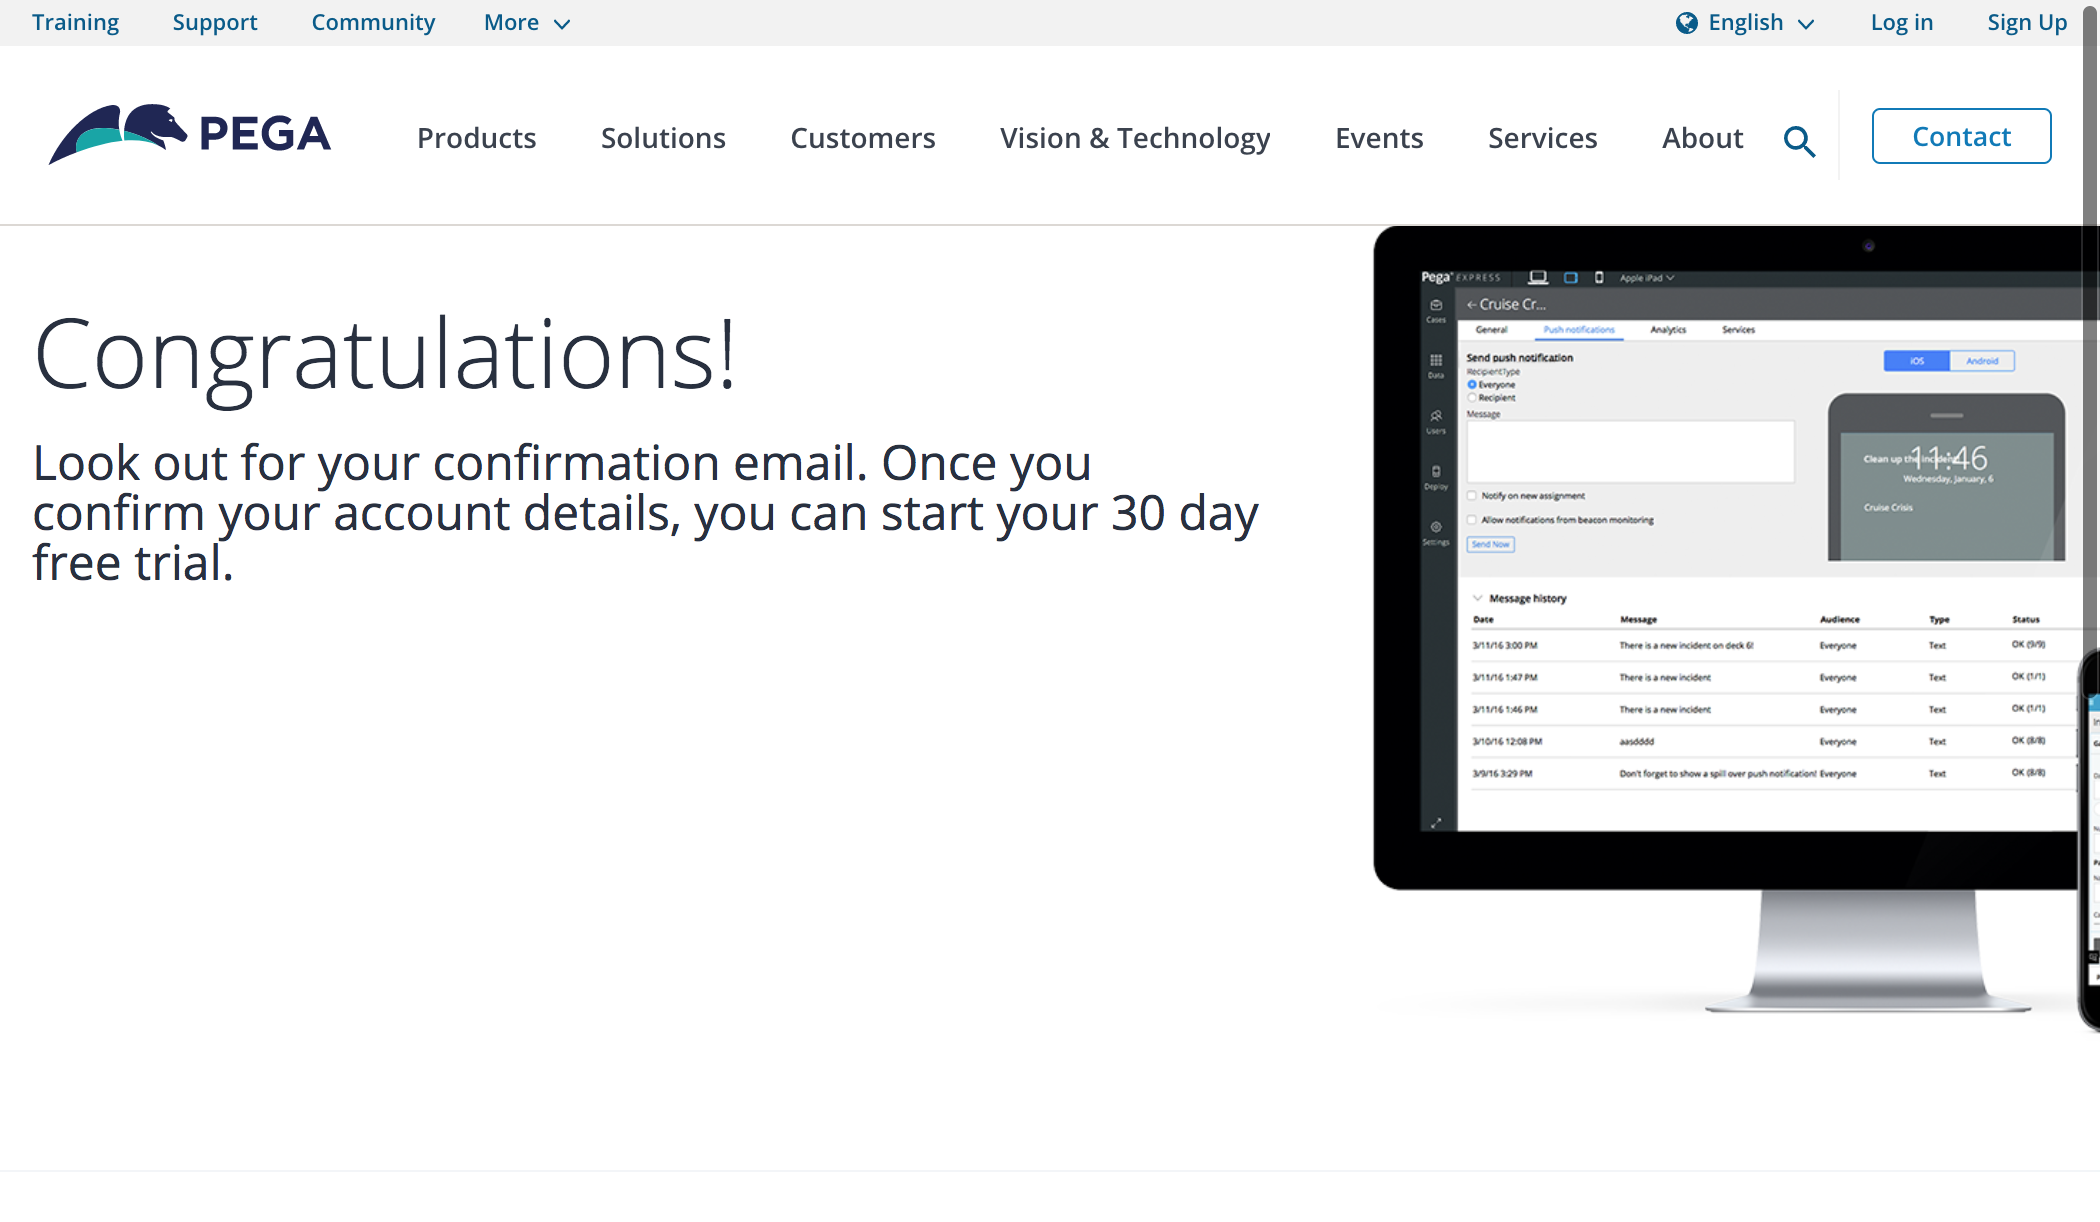 Training Support Community More English Log in Sign Up
PEGA Products Solutions Customers Vision & Technology Events Services About Contact
Congratulations!
Look out for your confirmation email. Once you
confirm your account details, you can start your 30 day
free trial.
Pega EXPRESS Apple iPad
Cases
Data
Users
Deploy
Settings
← Cruise Cr...
General Push notifications Analytics Services
Send push notification
RecipientType
Everyone
Recipient
Message
Notify on new assignment
Allow notifications from beacon monitoring
Send Now
iOS Android
11:46
Clean up the incident
Wednesday, January, 6
Cruise Crisis
Message history
Date Message Audience Type Status
3/11/16 3:00 PM There is a new incident on deck 6! Everyone Text OK (9/9)
3/11/16 1:47 PM There is a new incident Everyone Text OK (1/1)
3/11/16 1:46 PM There is a new incident Everyone Text OK (1/1)
3/10/16 12:08 PM aasdddd Everyone Text OK (8/8)
3/9/16 3:29 PM Don't forget to show a spill over push notification! Everyone Text OK (8/8)